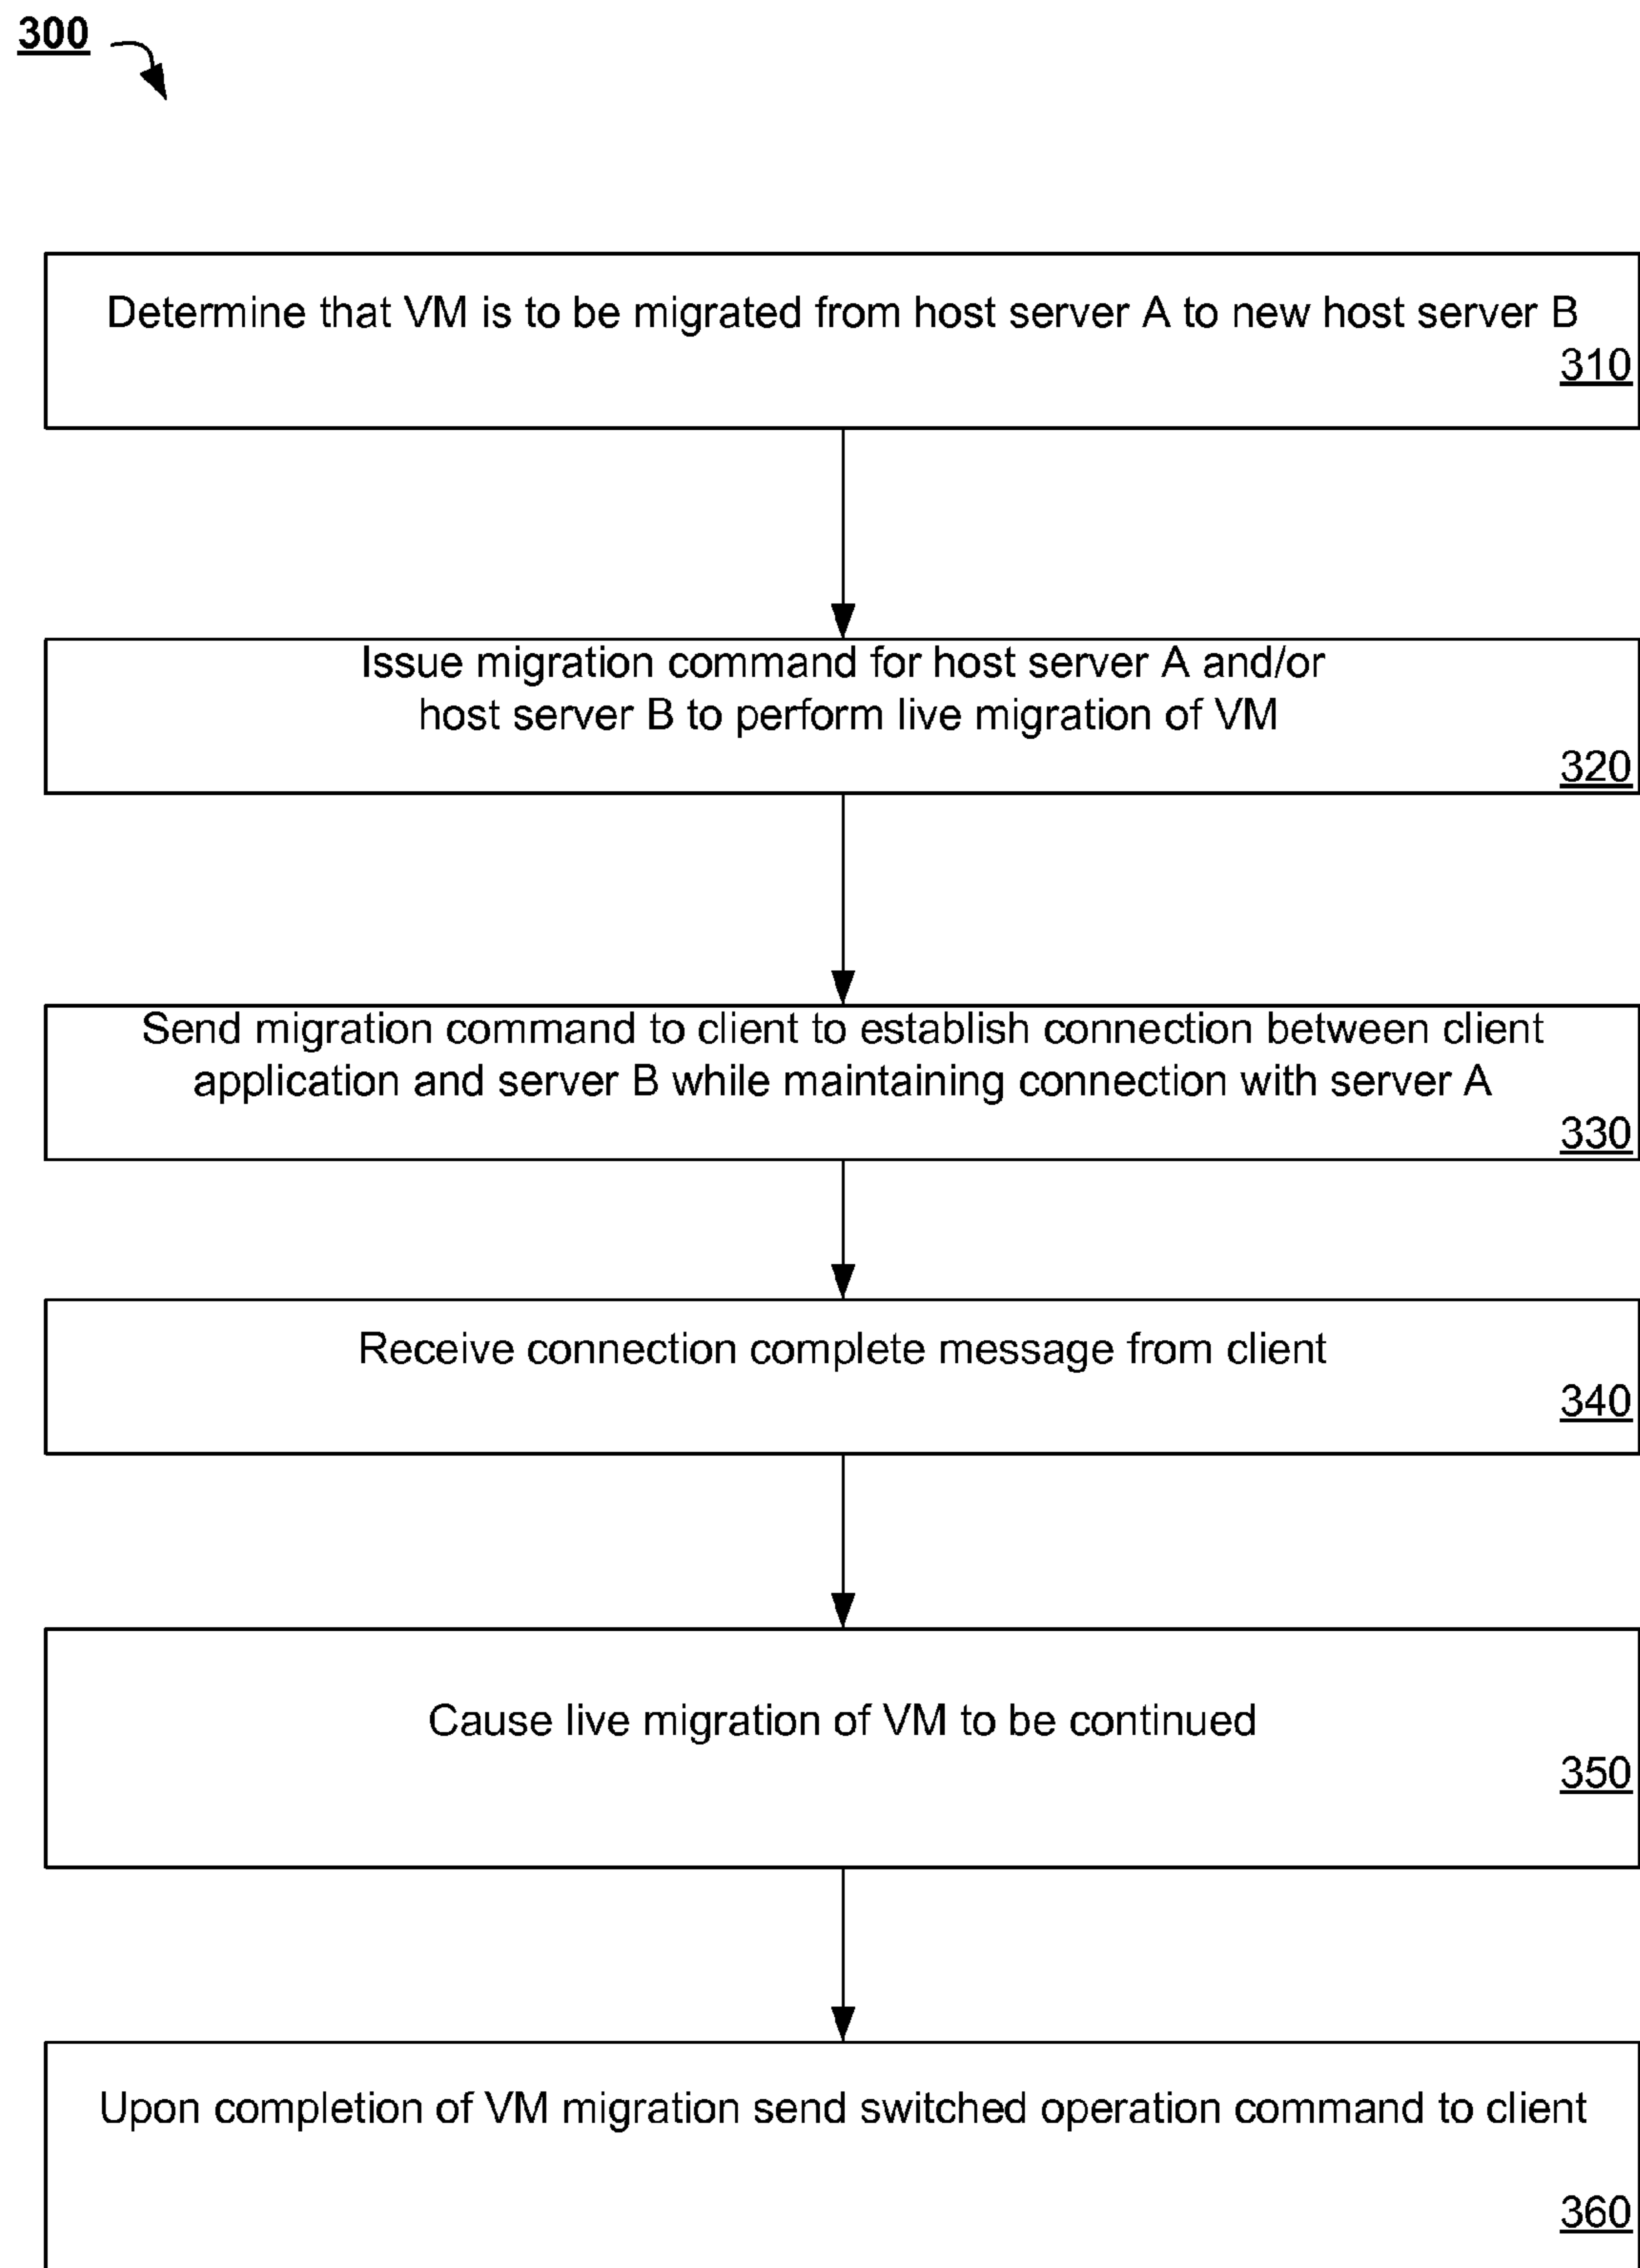 300
Determine that VM is to be migrated from host server A to new host server B
310
Issue migration command for host server A and/or
host server B to perform live migration of VM
320
Send migration command to client to establish connection between client
application and server B while maintaining connection with server A
330
Receive connection complete message from client
340
Cause live migration of VM to be continued
350
Upon completion of VM migration send switched operation command to client
360